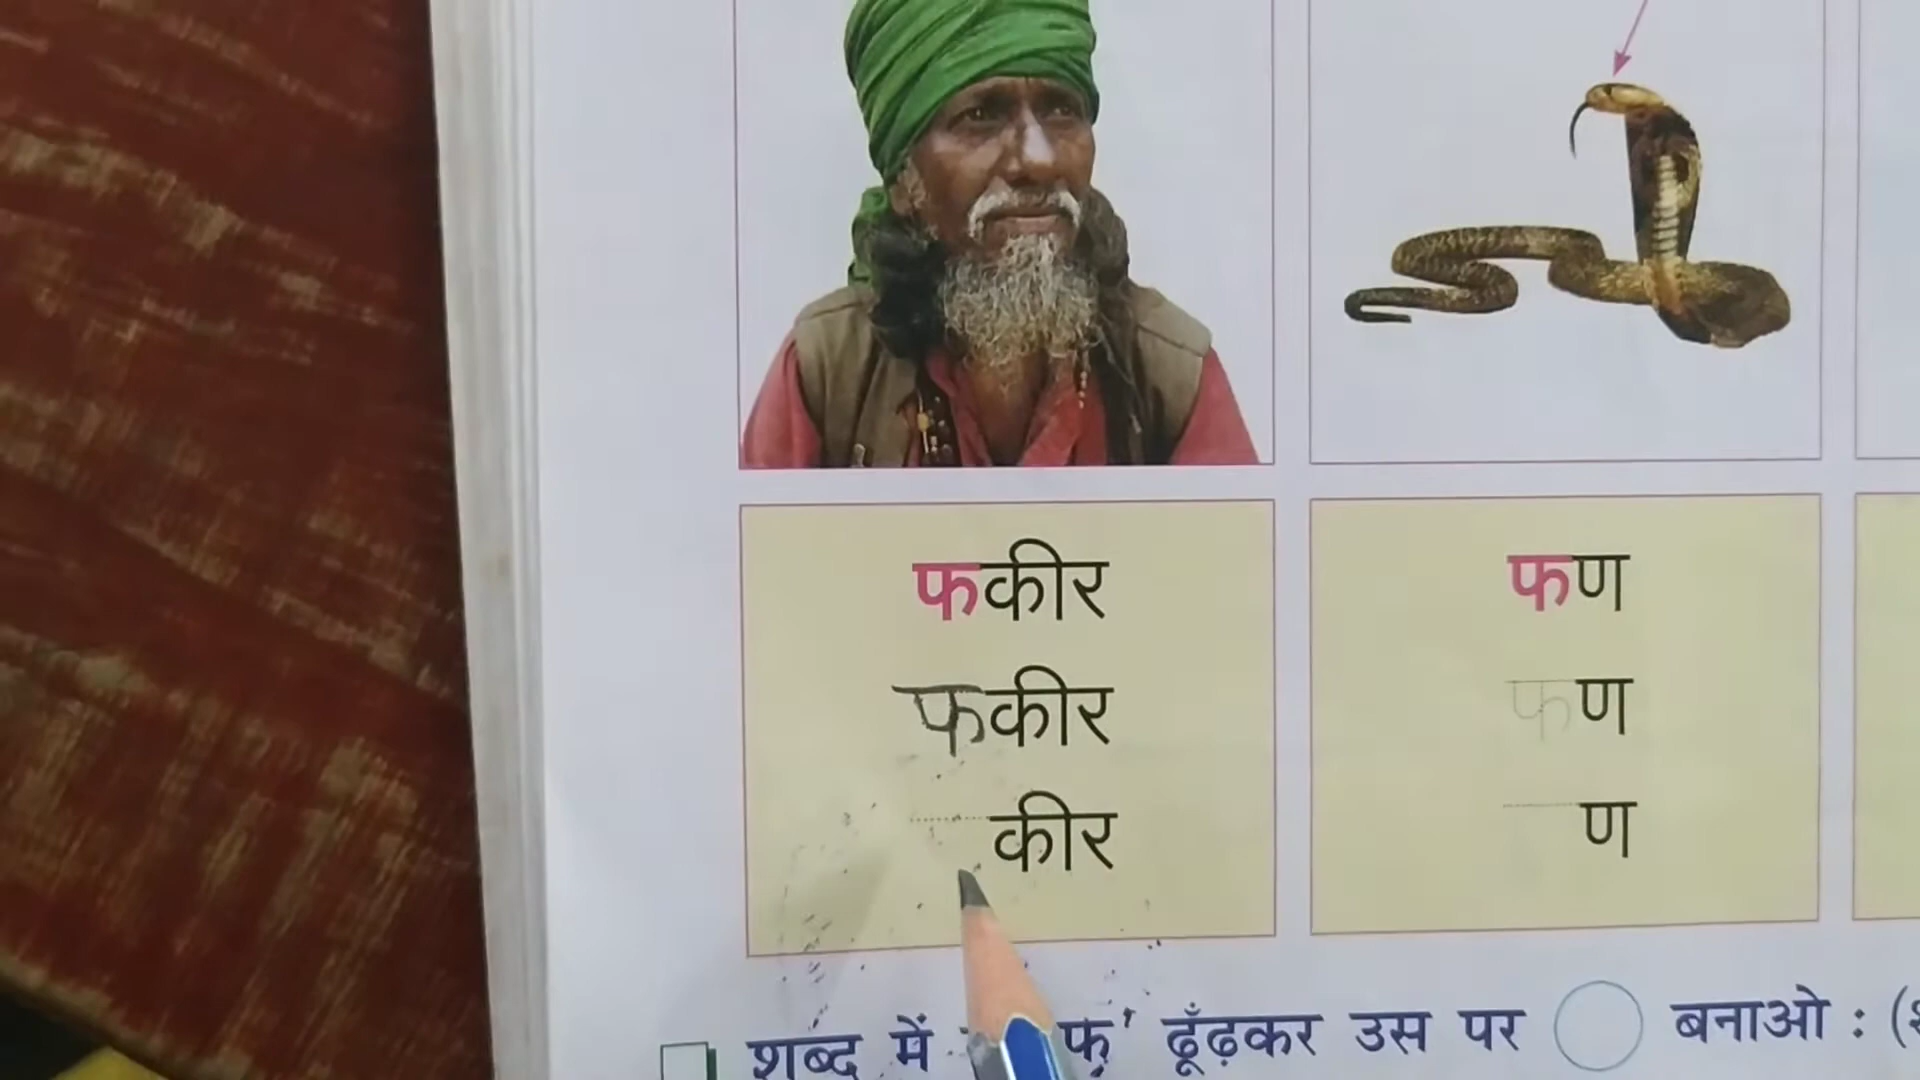 फकीर
फकीर
कीर
फण
फण
ण
शब्द में फ़' ढूँढ़कर उस पर बनाओ : (